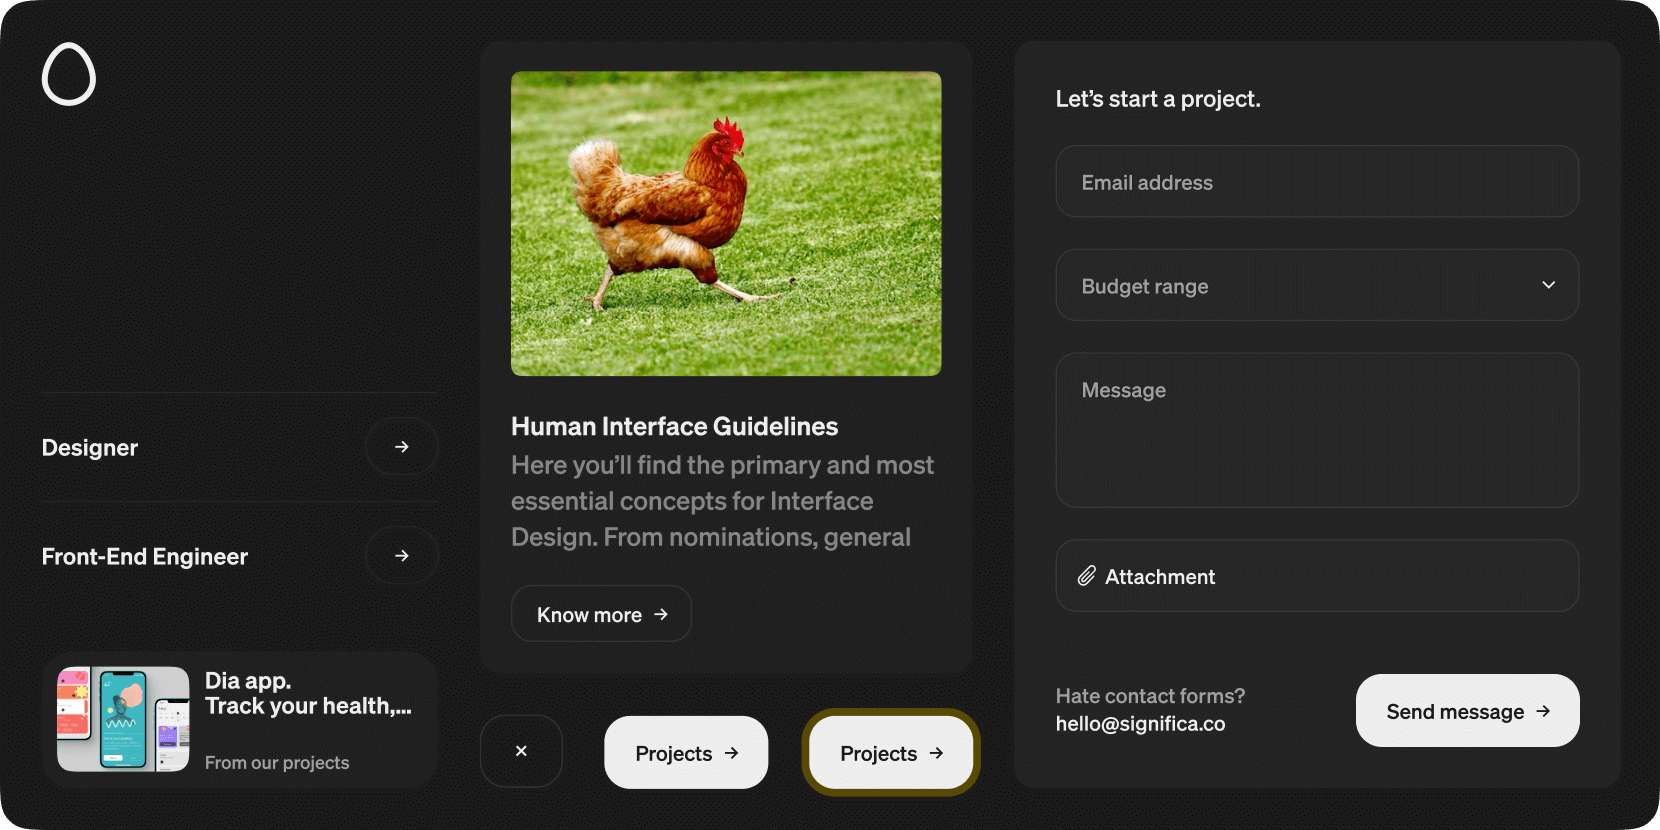 Designer
Front-End Engineer
Dia app.
Track your health,...
From our projects
Human Interface Guidelines
Here you’ll find the primary and most
essential concepts for Interface
Design. From nominations, general
Know more
Projects
Projects
Let’s start a project.
Email address
Budget range
Message
Attachment
Hate contact forms?
hello@significa.co
Send message